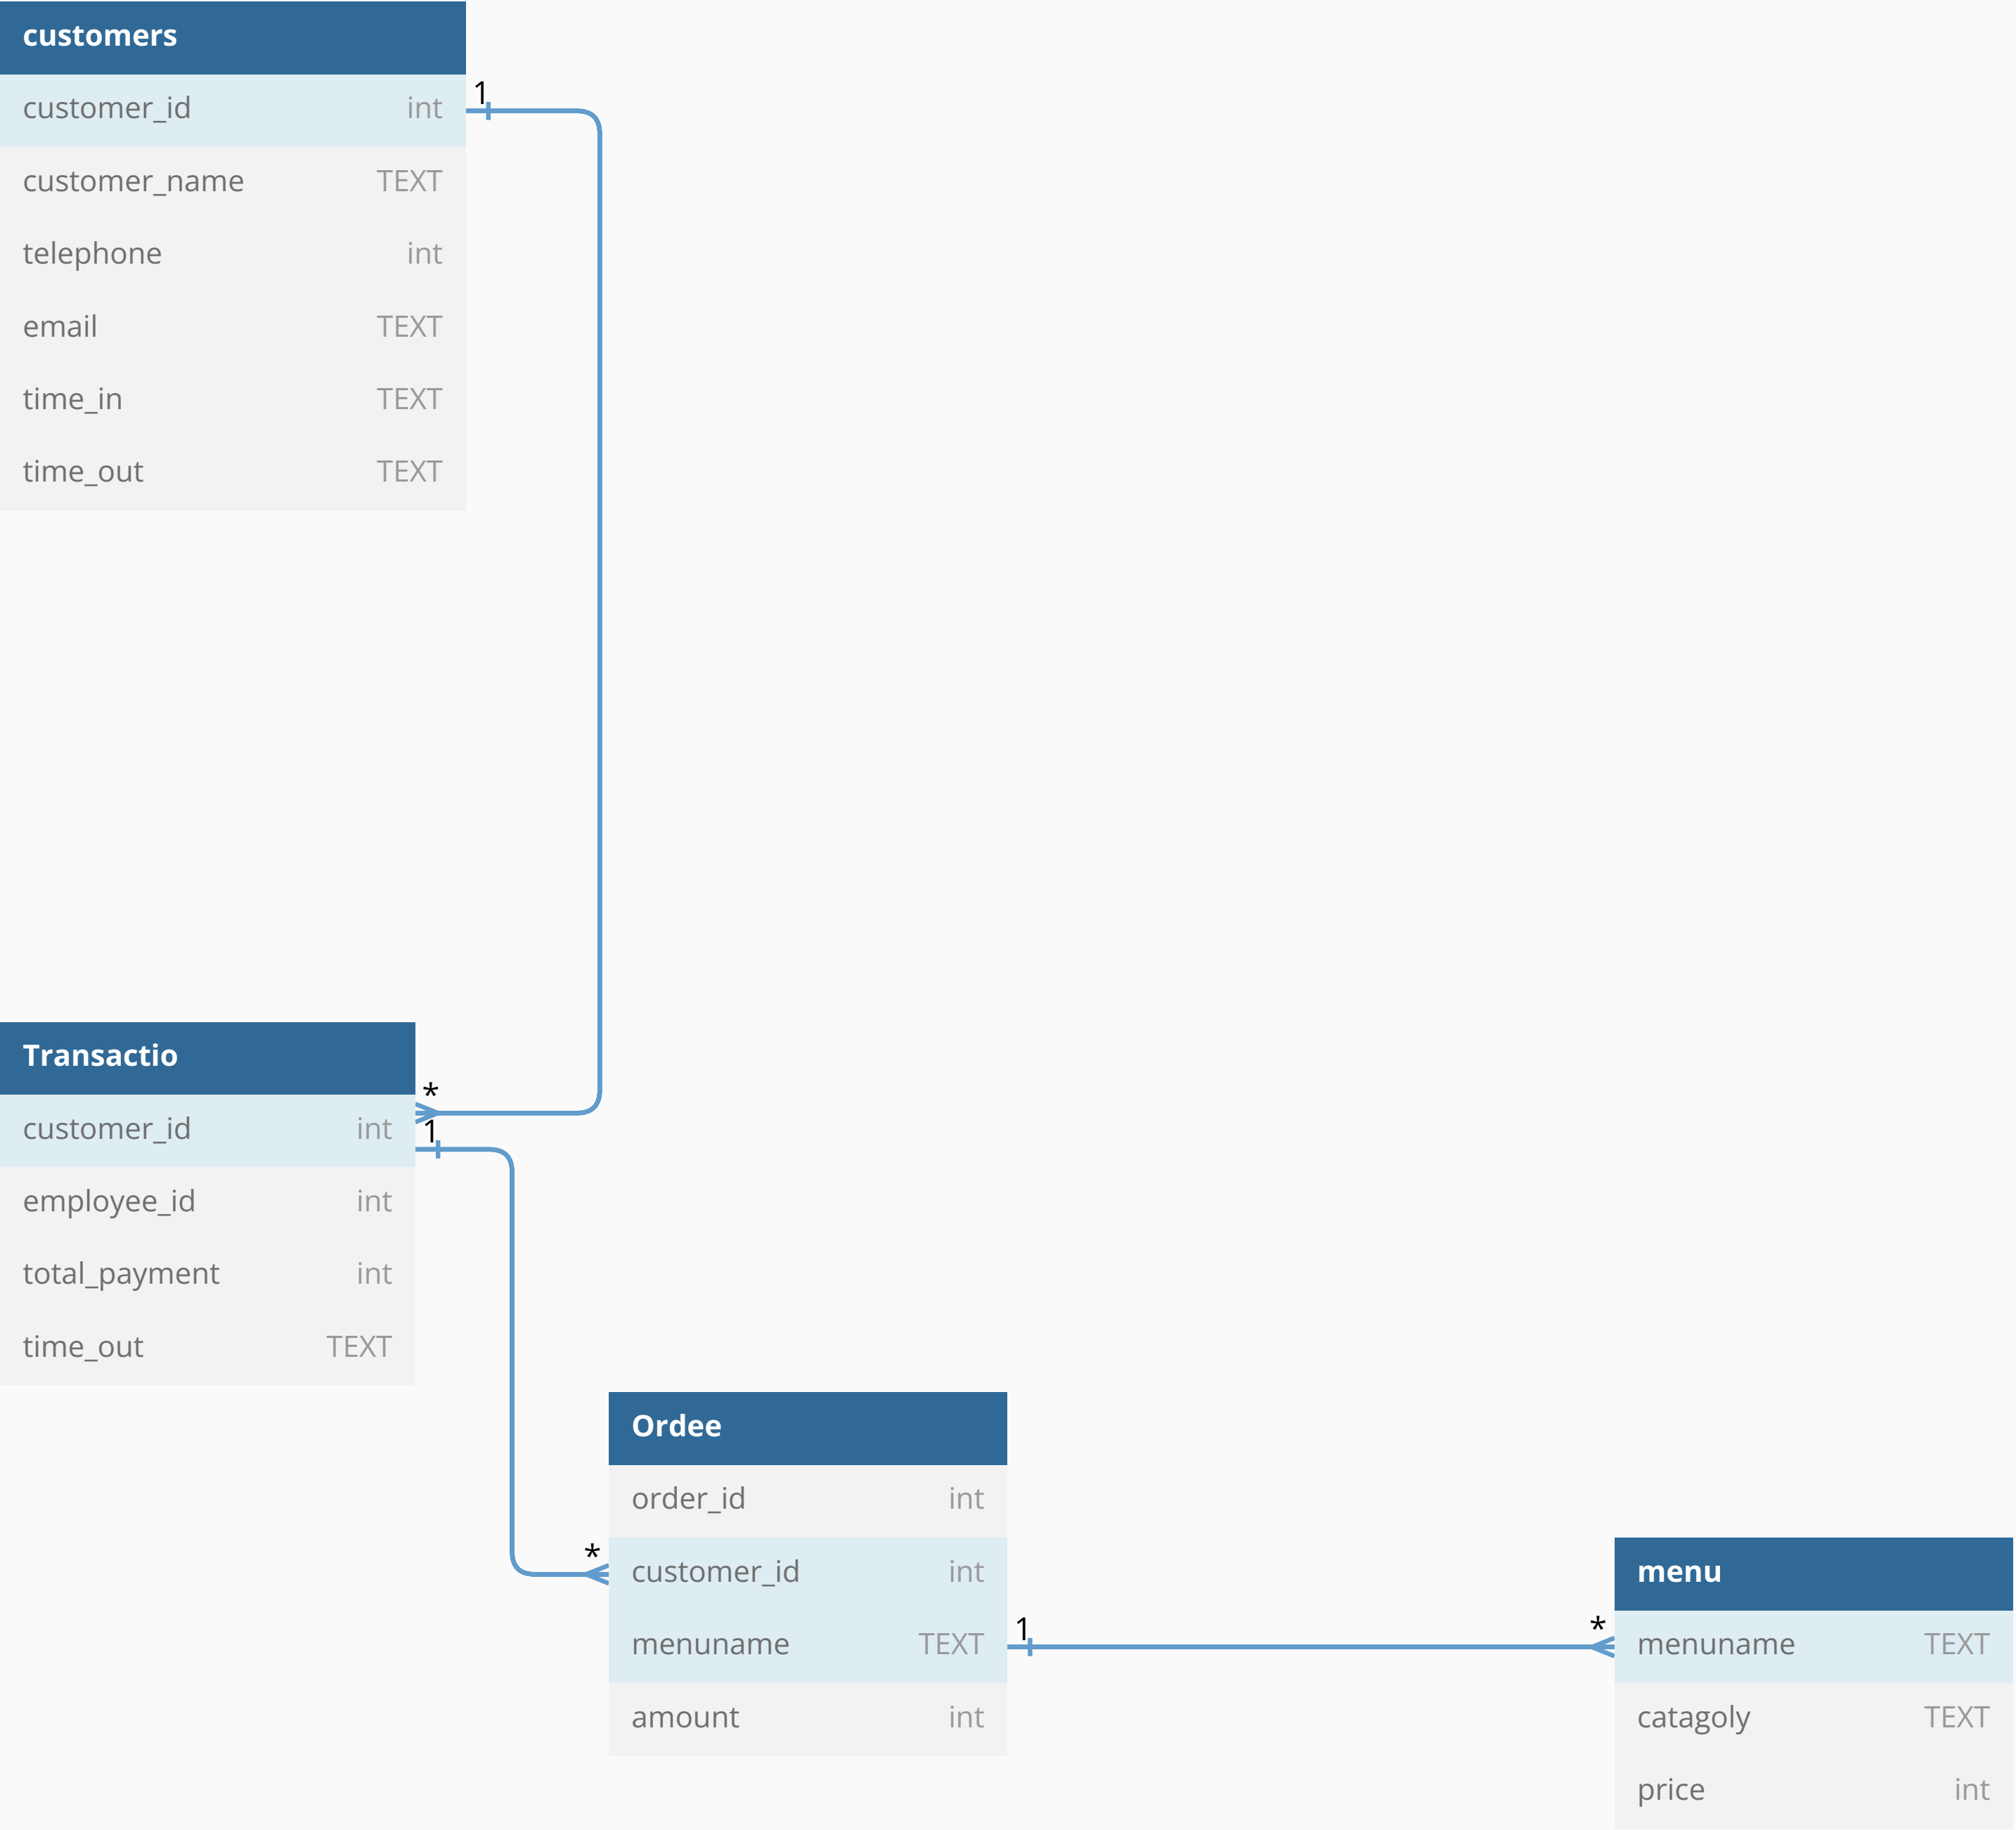 customers
1
customer_id int
customer_name TEXT
telephone int
email TEXT
time_in TEXT
time_out TEXT
Transactio
*
customer_id int
1
employee_id int
total_payment int
time_out TEXT
Ordee
order_id int
*
customer_id int
menuname TEXT
1
amount int
menu
*
menuname TEXT
catagoly TEXT
price int